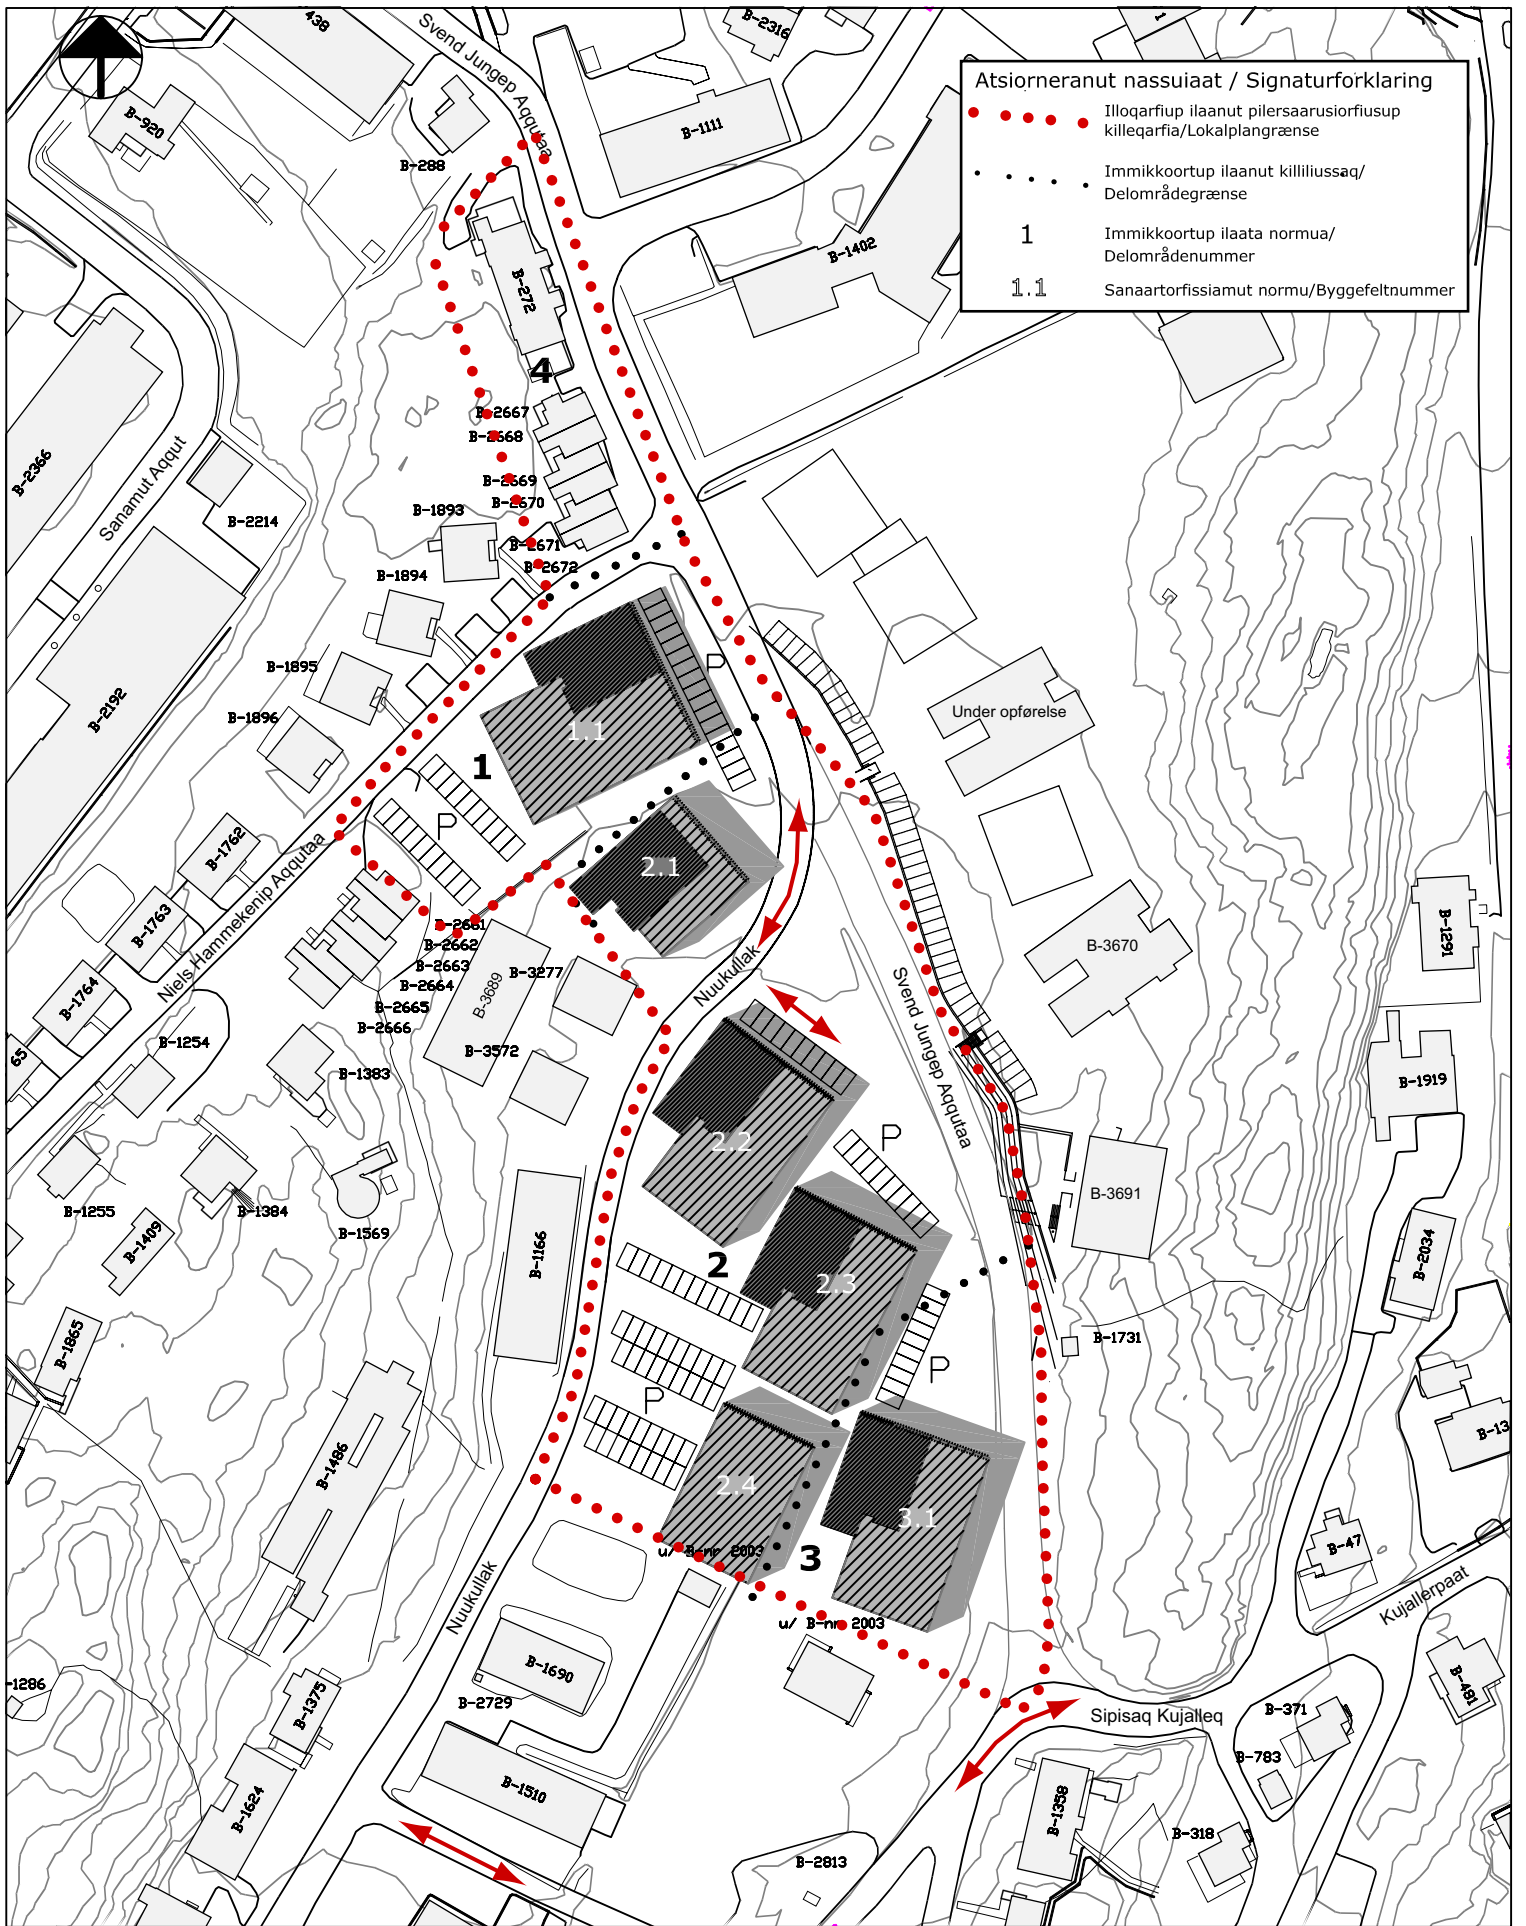 438
Svend Jungep Aqqutaa
B-2316
Atsiorneranut nassuiaat / Signaturforklaring
Illoqarfiup ilaanut pilersaarusiorfiusup
killeqarfia/Lokalplangrænse
Immikkoortup ilaanut killiliussaq/
Delområdegrænse
1
Immikkoortup ilaata normua/
Delområdenummer
1.1
Sanaartorfissiamut normu/Byggefeltnummer
B-920
B-1111
B-288
B-1402
B-272
4
B-2667
B-2668
B-2669
B-2670
B-2671
B-2672
B-2366
Sanamut Aqqut
B-2214
B-1893
B-1894
B-1895
B-1896
B-2192
P
1.1
1
P
Under opførelse
2.1
B-1762
B-1763
B-1764
65
Niels Hammekenip Aqqutaa
B-2661
B-2662
B-2663
B-2664
B-2665
B-2666
B-3689
B-3277
B-3572
Nuukullak
Svend Jungep Aqqutaa
B-3670
B-1291
B-1919
B-1254
B-1383
B-1255
B-1384
B-1409
B-1569
B-1166
2.2
P
B-3691
B-2034
2
2.3
B-1731
B-1865
P
P
B-1486
2.4
3.1
B-13
3
u/ B-nr 2003
u/ B-nr 2003
B-47
Kujallerpaat
Nuukullak
B-1690
B-2729
-1286
B-1375
Sipisaq Kujalleq
B-371
B-481
B-783
B-1510
B-1624
B-1358
B-318
B-2813